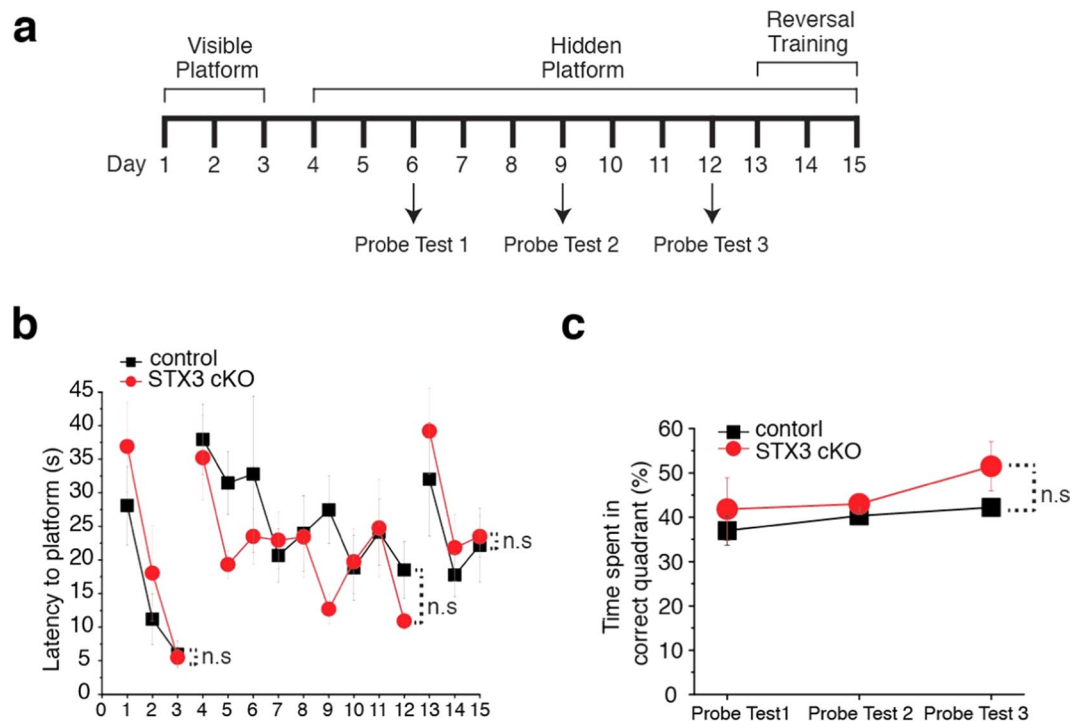 a
Visible
Platform
Hidden
Platform
Reversal
Training
Day 1 2 3 4 5 6 7 8 9 10 11 12 13 14 15
Probe Test 1 Probe Test 2 Probe Test 3
b
control
STX3 cKO
Latency to platform (s)
45
40
35
30
25
20
15
10
5
0
n.s
n.s
n.s
0 1 2 3 4 5 6 7 8 9 10 11 12 13 14 15
c
contorl
STX3 cKO
Time spent in
correct quadrant (%)
60
50
40
30
20
10
0
n.s
Probe Test1 Probe Test 2 Probe Test 3